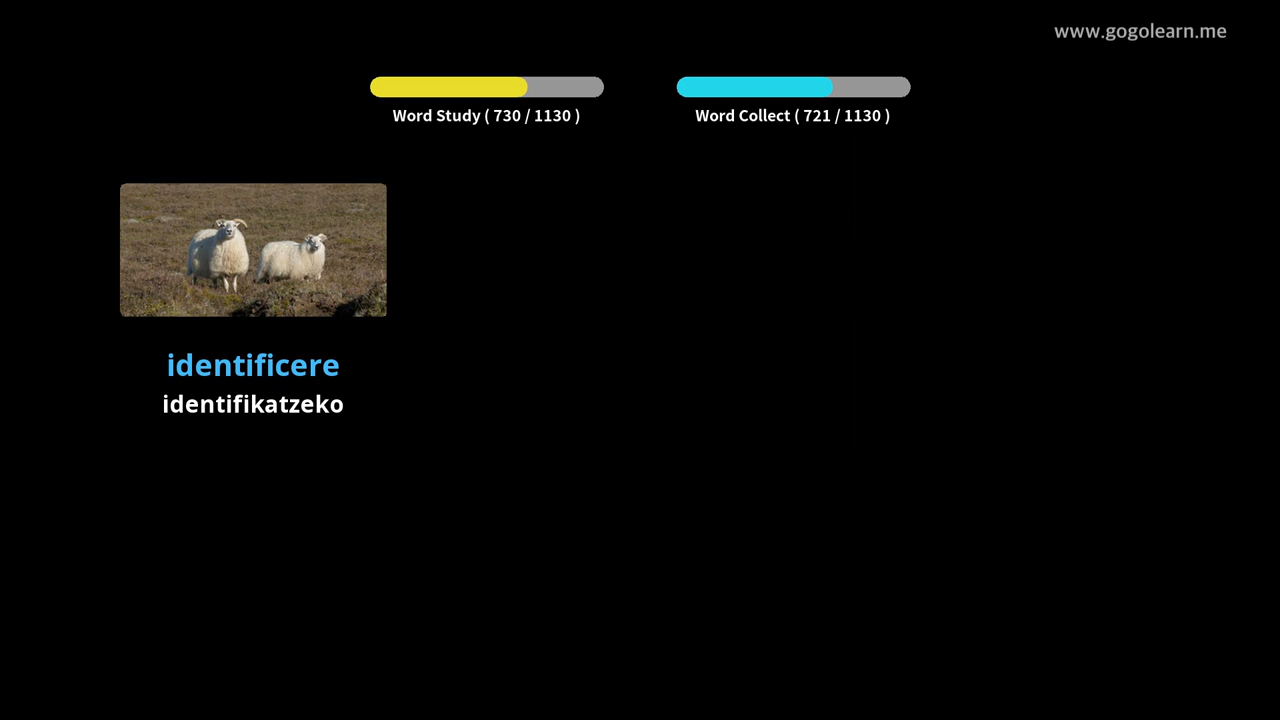 www.gogolearn.me
Word Study ( 730 / 1130 )
Word Collect ( 721 / 1130 )
identificere
identifikatzeko